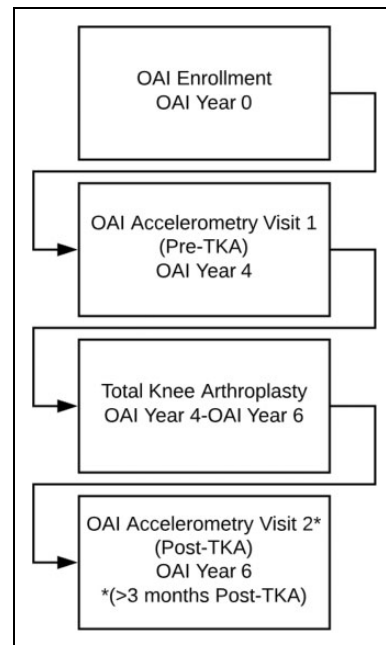 OAI Enrollment
OAI Year 0
OAI Accelerometry Visit 1
(Pre-TKA)
OAI Year 4
Total Knee Arthroplasty
OAI Year 4-OAI Year 6
OAI Accelerometry Visit 2*
(Post-TKA)
OAI Year 6
*(>3 months Post-TKA)